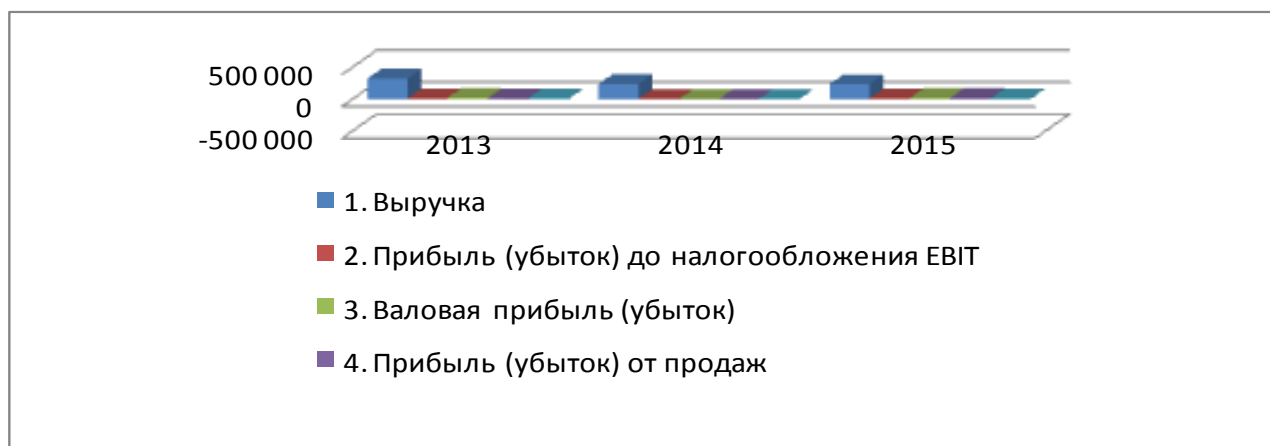 500 000
0
-500 000
2013 2014 2015
1. Выручка
2. Прибыль (убыток) до налогообложения EBIT
3. Валовая прибыль (убыток)
4. Прибыль (убыток) от продаж